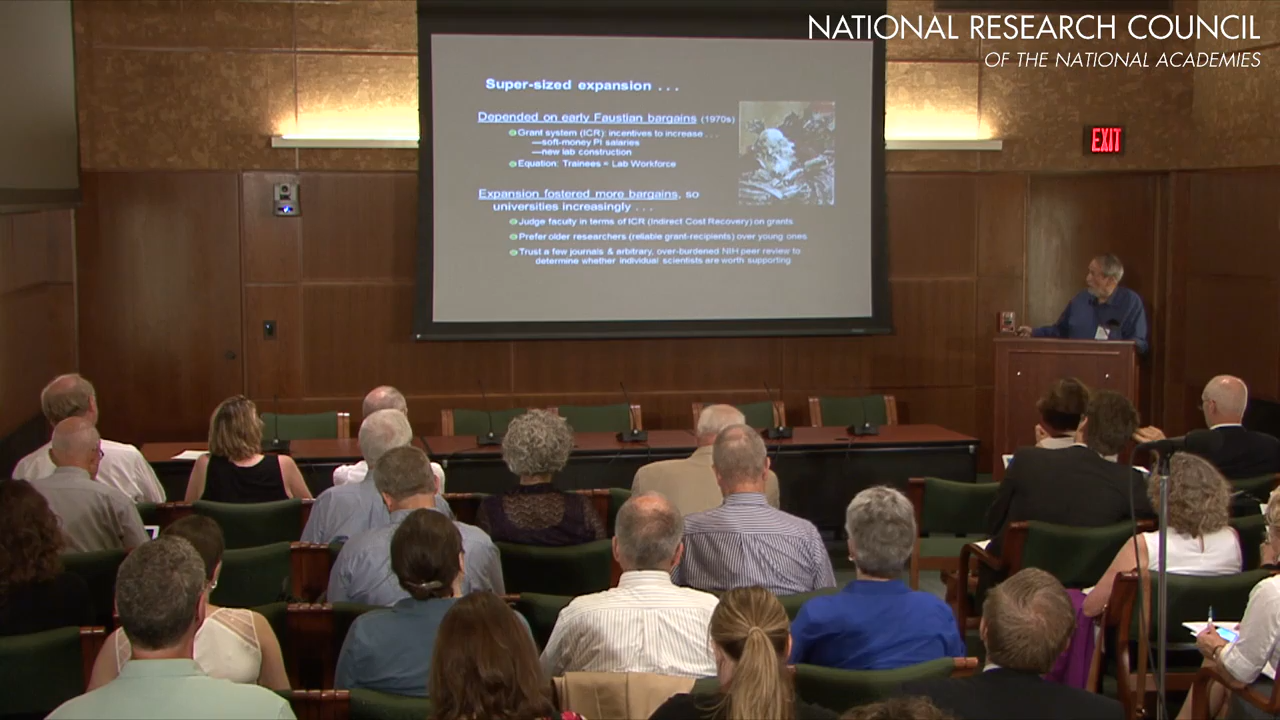 NATIONAL RESEARCH COUNCIL
OF THE NATIONAL ACADEMIES
Super-sized expansion . . .
Depended on early Faustian bargains (1970s)
Grant system (ICR): incentives to increase . . .
—soft-money PI salaries
—new lab construction
Equation: Trainees = Lab Workforce
Expansion fostered more bargains, so
universities increasingly . . .
Judge faculty in terms of ICR (Indirect Cost Recovery) on grants
Prefer older researchers (reliable grant-recipients) over young ones
Trust a few journals & arbitrary, over-burdened NIH peer review to
determine whether individual scientists are worth supporting
EXIT